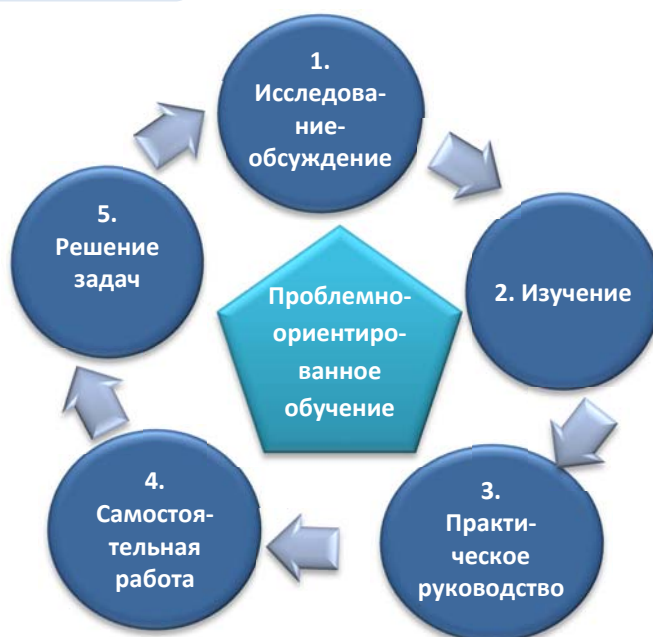 1.
Исследова-
ние-
обсуждение
2. Изучение
3.
Практи-
ческое
руководство
4.
Самостоя-
тельная
работа
5.
Решение
задач
Проблемно-
ориентиро-
ванное
обучение